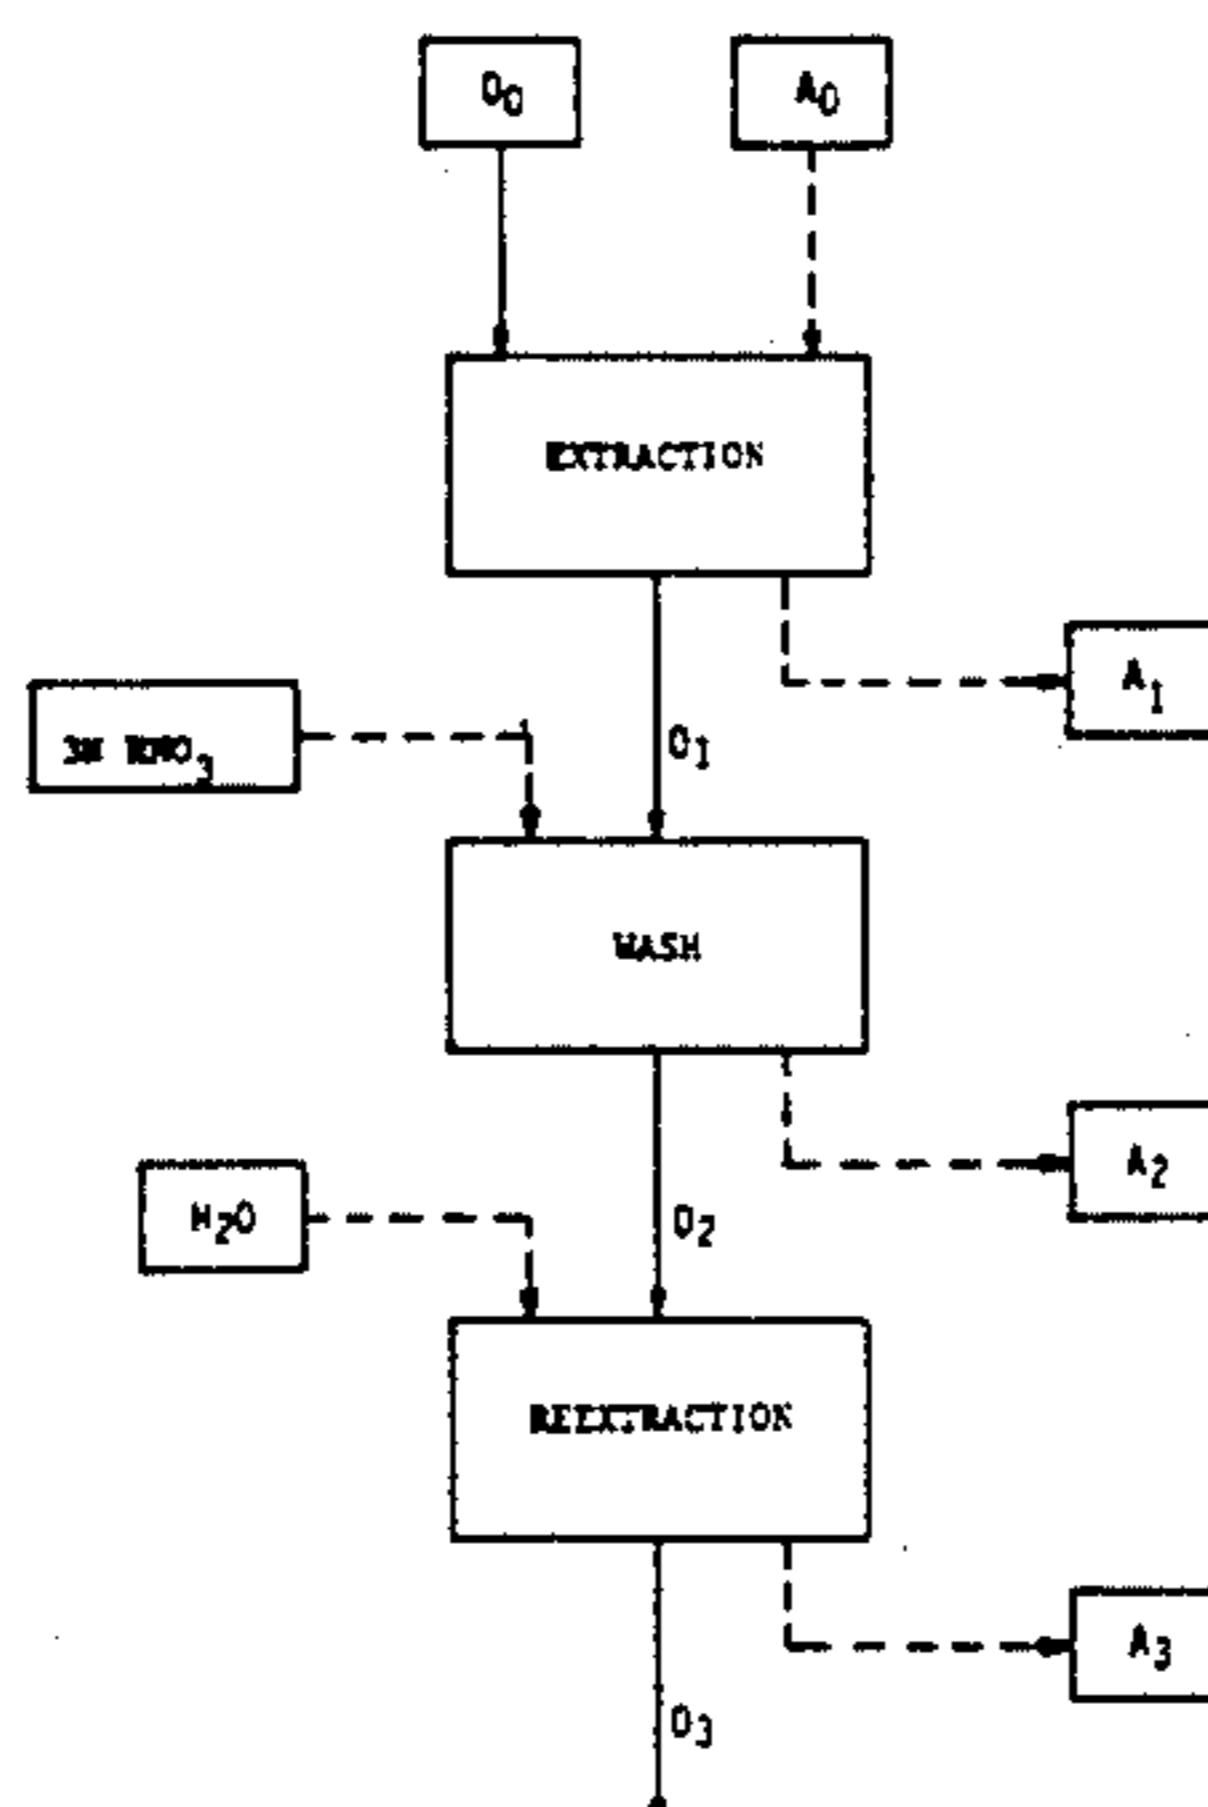 O₀
A₀
EXTRACTION
A₁
3M HNO₃
O₁
WASH
A₂
H₂O
O₂
REEXTRACTION
A₃
O₃